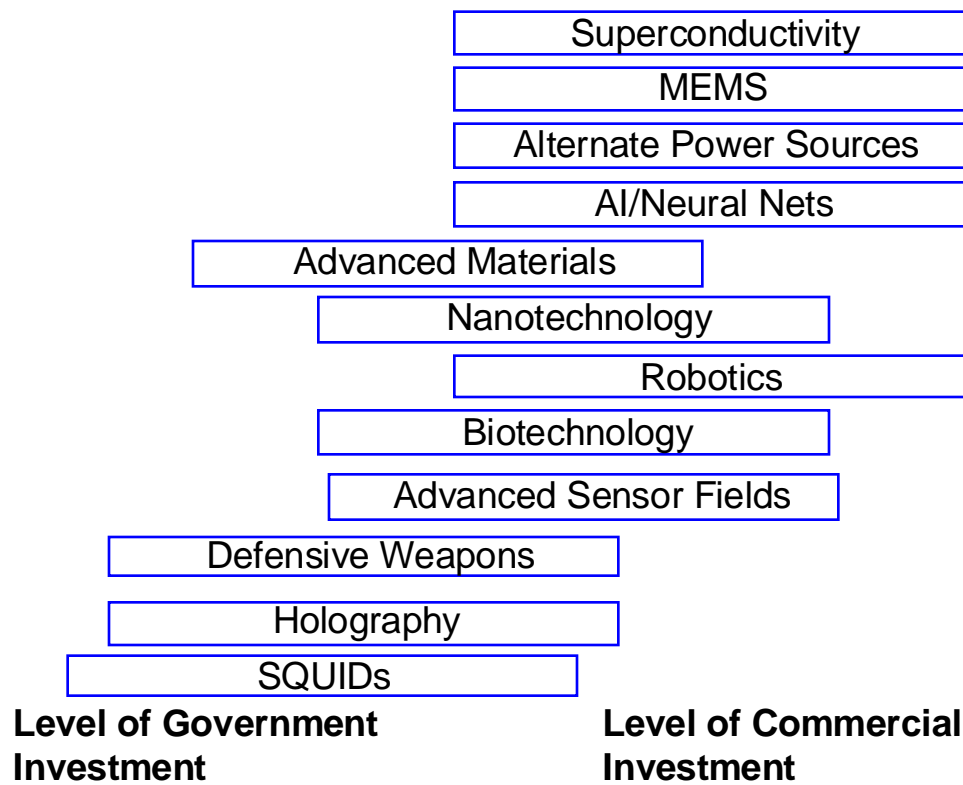 Superconductivity
MEMS
Alternate Power Sources
AI/Neural Nets
Advanced Materials
Nanotechnology
Robotics
Biotechnology
Advanced Sensor Fields
Defensive Weapons
Holography
SQUIDs
Level of Government
Investment
Level of Commercial
Investment